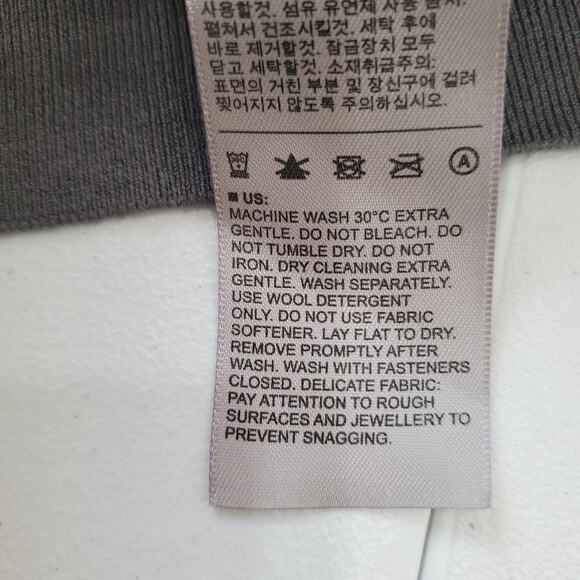 사용할것. 섬유 유연제 사용 금지.
펼쳐서 건조시킬것. 세탁 후에
바로 제거할것. 잠금장치 모두
닫고 세탁할것. 소재취급주의:
표면의 거친 부분 및 장신구에 걸려
찢어지지 않도록 주의하십시오.
A
US:
MACHINE WASH 30°C EXTRA
GENTLE. DO NOT BLEACH. DO
NOT TUMBLE DRY. DO NOT
IRON. DRY CLEANING EXTRA
GENTLE. WASH SEPARATELY.
USE WOOL DETERGENT
ONLY. DO NOT USE FABRIC
SOFTENER. LAY FLAT TO DRY.
REMOVE PROMPTLY AFTER
WASH. WASH WITH FASTENERS
CLOSED. DELICATE FABRIC:
PAY ATTENTION TO ROUGH
SURFACES AND JEWELLERY TO
PREVENT SNAGGING.